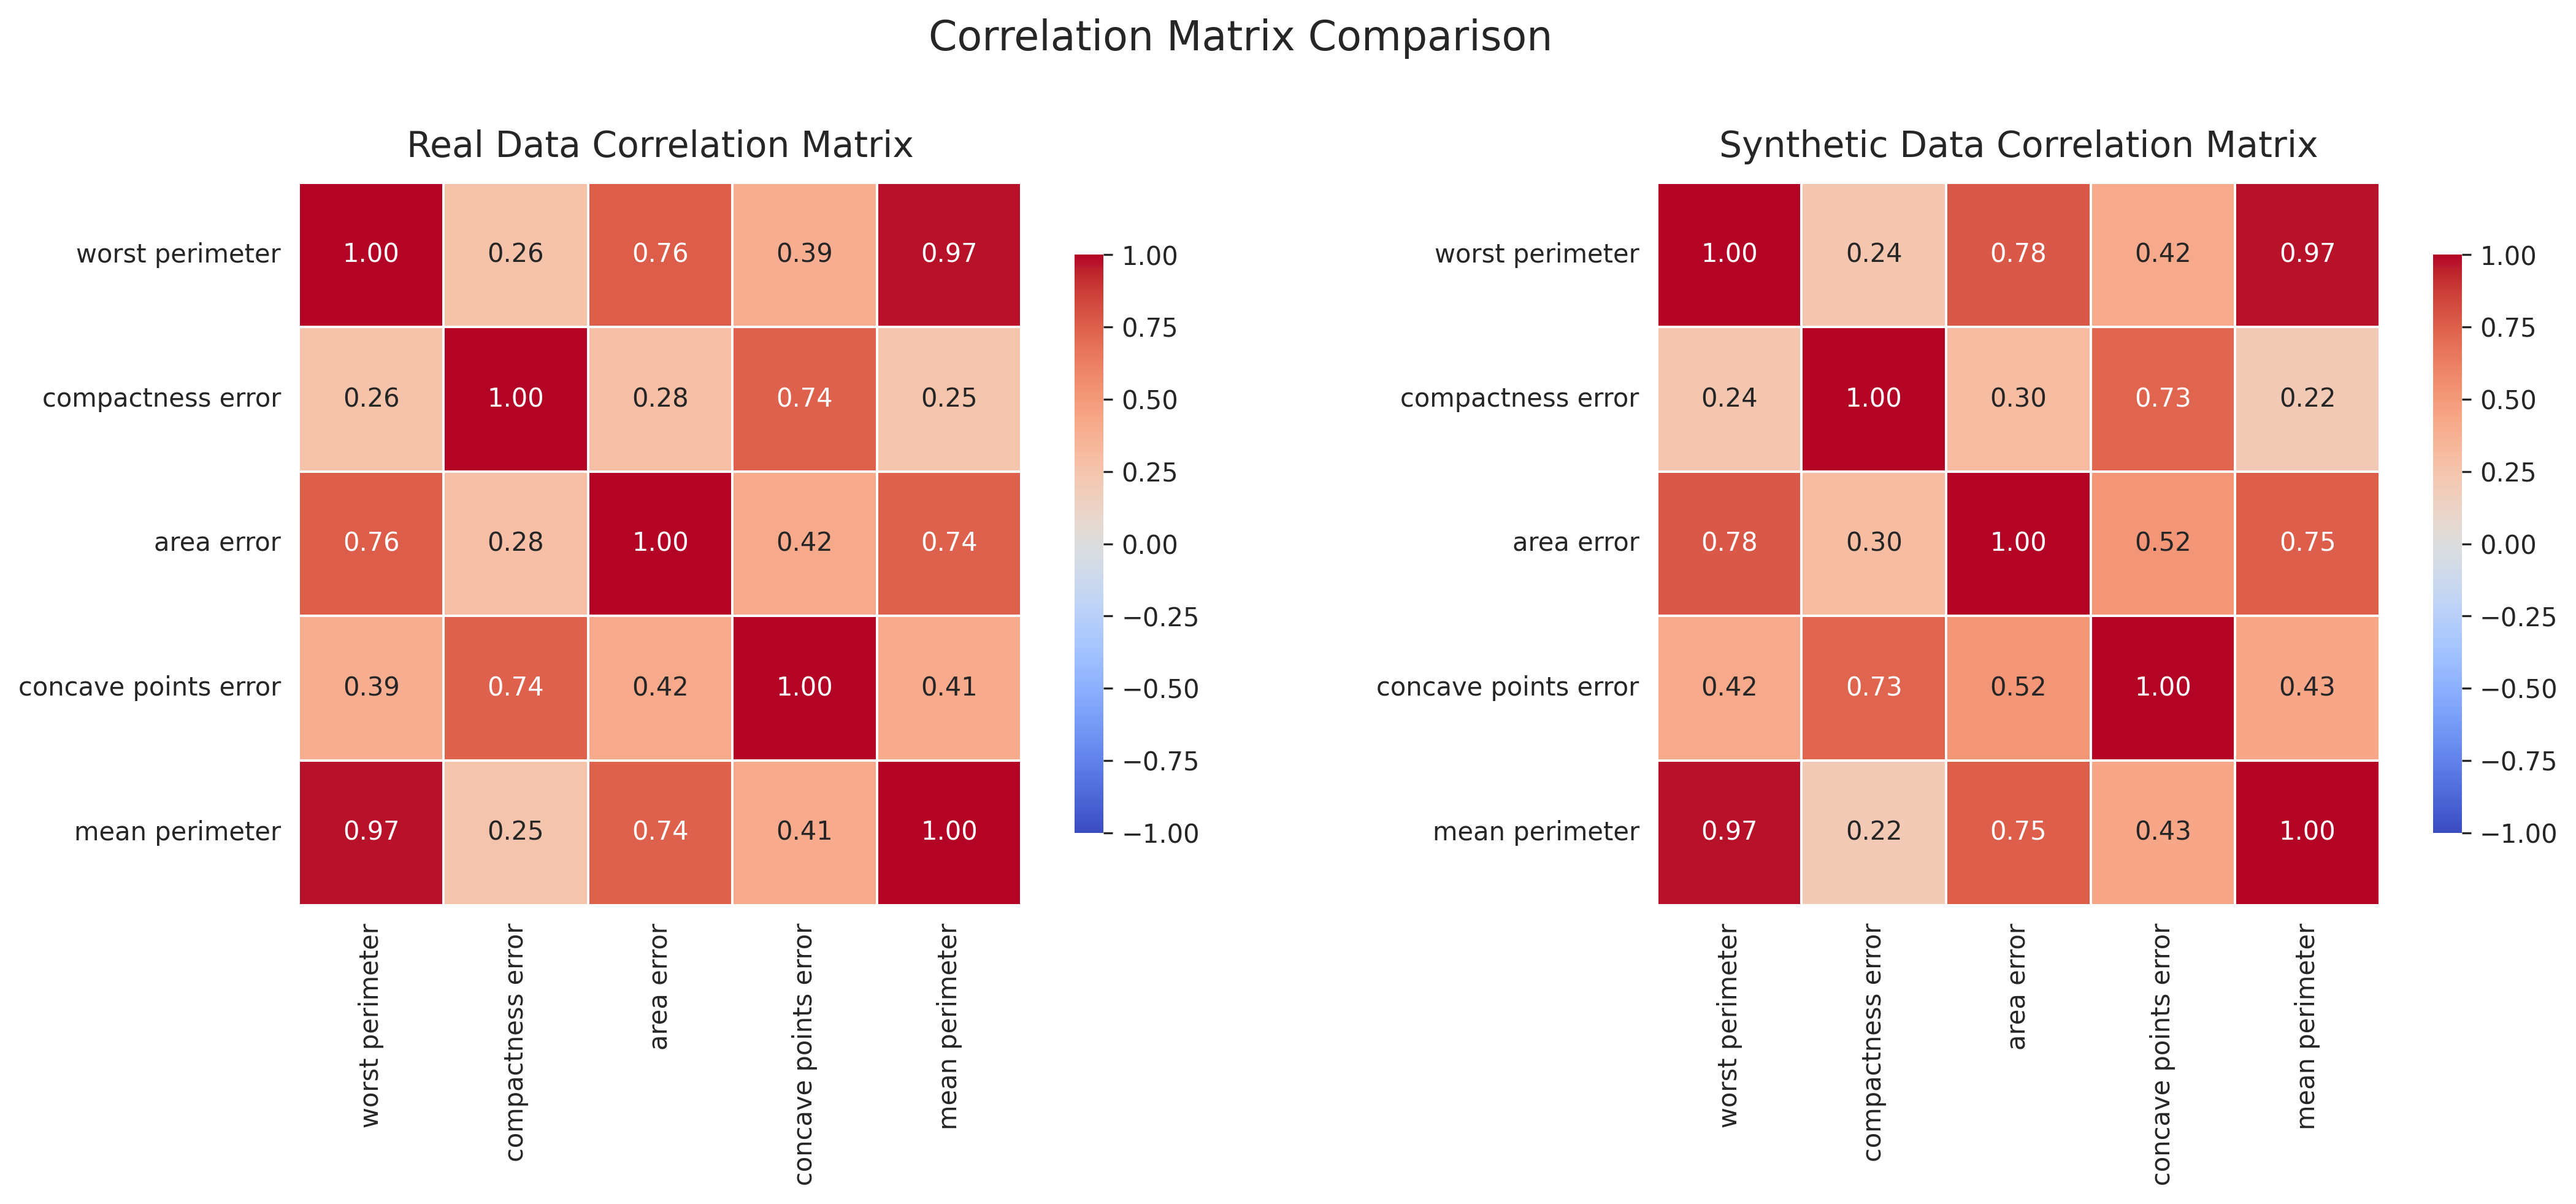 Correlation Matrix Comparison
Real Data Correlation Matrix
worst perimeter 1.00 0.26 0.76 0.39 0.97
compactness error 0.26 1.00 0.28 0.74 0.25
area error 0.76 0.28 1.00 0.42 0.74
concave points error 0.39 0.74 0.42 1.00 0.41
mean perimeter 0.97 0.25 0.74 0.41 1.00
worst perimeter
compactness error
area error
concave points error
mean perimeter
1.00
0.75
0.50
0.25
0.00
−0.25
−0.50
−0.75
−1.00
Synthetic Data Correlation Matrix
worst perimeter 1.00 0.24 0.78 0.42 0.97
compactness error 0.24 1.00 0.30 0.73 0.22
area error 0.78 0.30 1.00 0.52 0.75
concave points error 0.42 0.73 0.52 1.00 0.43
mean perimeter 0.97 0.22 0.75 0.43 1.00
worst perimeter
compactness error
area error
concave points error
mean perimeter
1.00
0.75
0.50
0.25
0.00
−0.25
−0.50
−0.75
−1.00